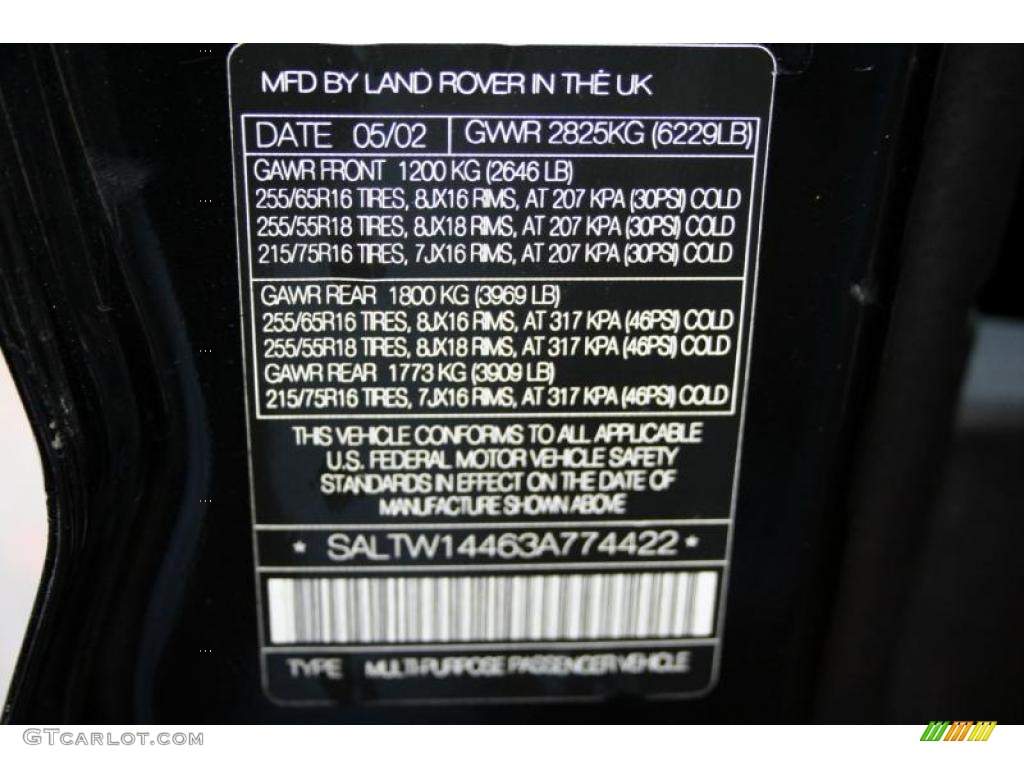 MFD BY LAND ROVER IN THE UK
DATE 05/02 GVWR 2825KG (6229LB)
GAWR FRONT 1200 KG (2646 LB)
255/65R16 TIRES, 8JX16 RIMS, AT 207 KPA (30PSI) COLD
255/55R18 TIRES, 8JX18 RIMS, AT 207 KPA (30PSI) COLD
215/75R16 TIRES, 7JX16 RIMS, AT 207 KPA (30PSI) COLD
GAWR REAR 1800 KG (3969 LB)
255/65R16 TIRES, 8JX16 RIMS, AT 317 KPA (46PSI) COLD
255/55R18 TIRES, 8JX18 RIMS, AT 317 KPA (46PSI) COLD
GAWR REAR 1773 KG (3909 LB)
215/75R16 TIRES, 7JX16 RIMS, AT 317 KPA (46PSI) COLD
THIS VEHICLE CONFORMS TO ALL APPLICABLE
U.S. FEDERAL MOTOR VEHICLE SAFETY
STANDARDS IN EFFECT ON THE DATE OF
MANUFACTURE SHOWN ABOVE
* SALTW14463A774422 *
TYPE MULTI-PURPOSE PASSENGER VEHICLE
GTCARLOT.COM